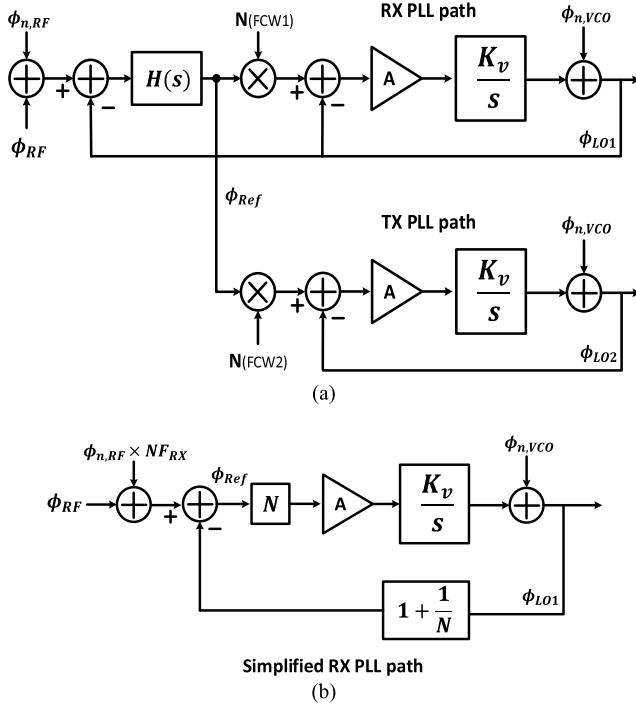 ϕn,RF
N(FCW1)
RX PLL path
ϕn,VCO
H(s)
A
Kv
s
+
−
+
−
ϕRF
ϕLO1
ϕRef
TX PLL path
ϕn,VCO
A
Kv
s
+
−
N(FCW2)
ϕLO2
(a)
ϕn,RF × NFRX
ϕn,VCO
ϕRef
ϕRF
N
A
Kv
s
+
−
1 + 1
N
ϕLO1
Simplified RX PLL path
(b)